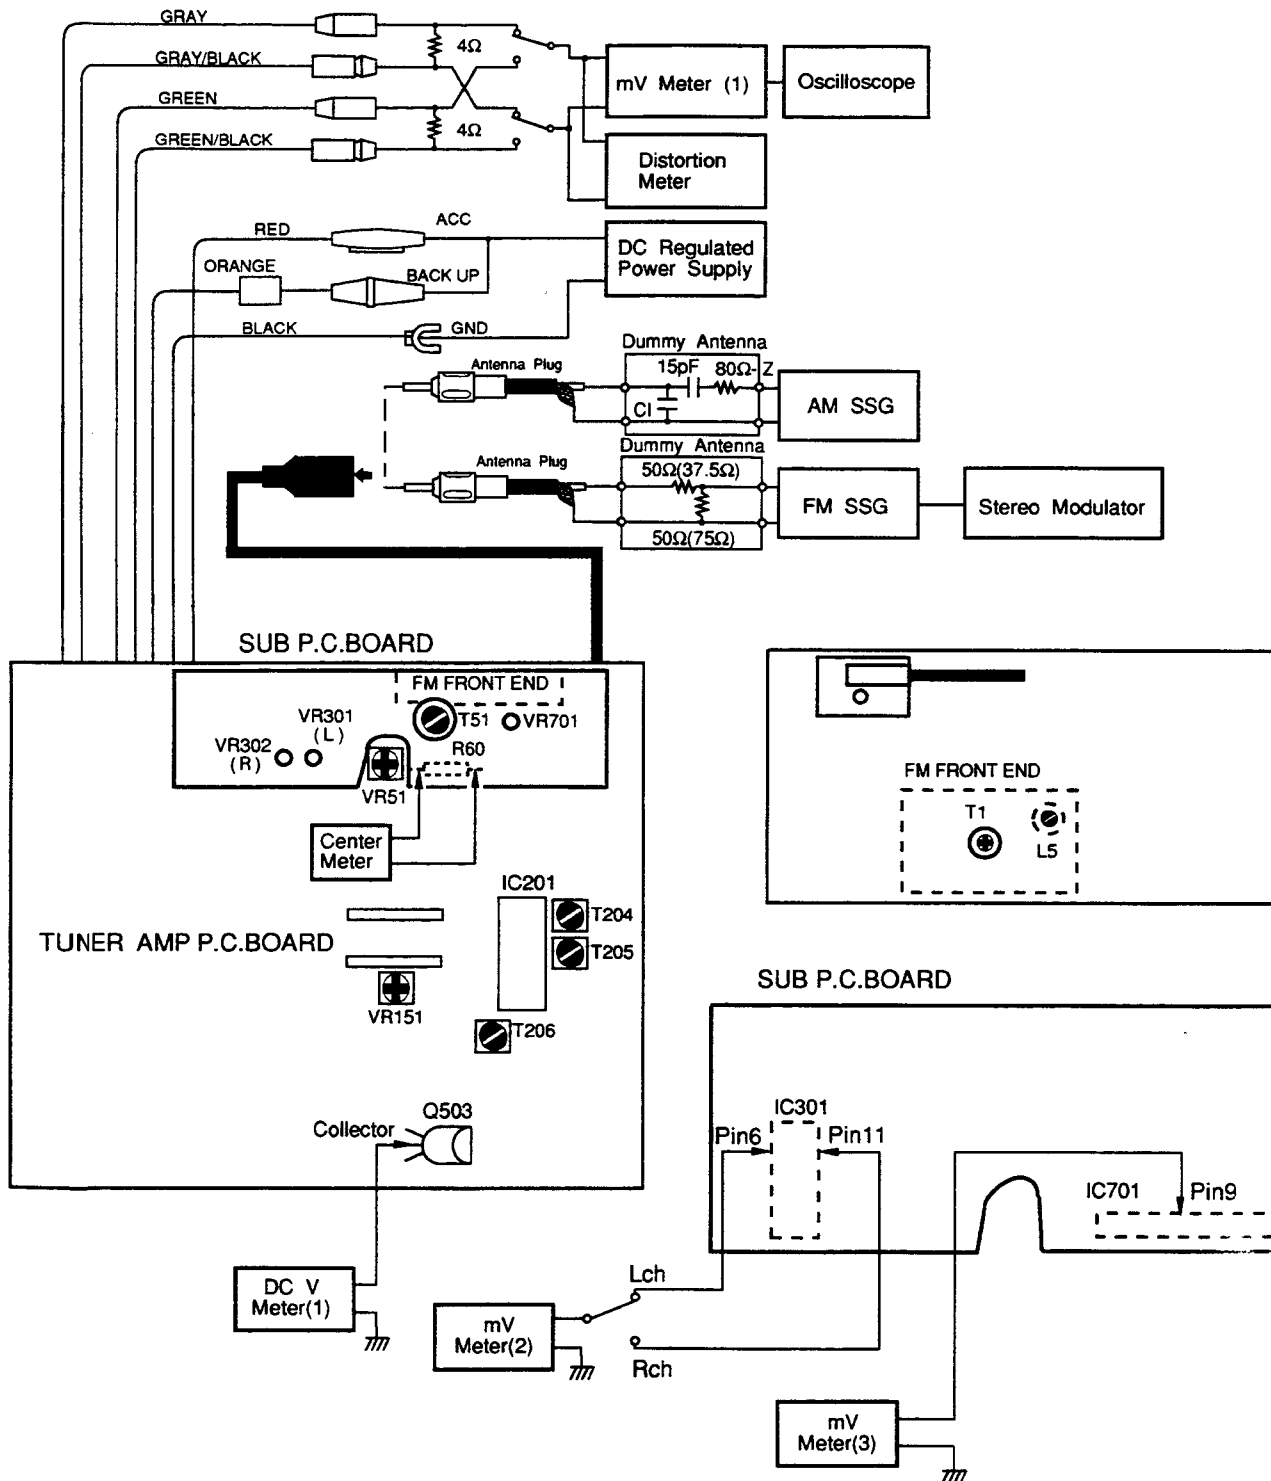 GRAY
4Ω
GRAY/BLACK
mV Meter (1)
Oscilloscope
GREEN
4Ω
GREEN/BLACK
Distortion
Meter
RED
ACC
DC Regulated
Power Supply
ORANGE
BACK UP
BLACK
GND
Dummy Antenna
Antenna Plug
15pF
80Ω-Z
CI
AM SSG
Dummy Antenna
Antenna Plug
50Ω(37.5Ω)
50Ω(75Ω)
FM SSG
Stereo Modulator
SUB P.C.BOARD
FM FRONT END
VR301
(L)
T51
VR701
VR302
(R)
R60
VR51
Center
Meter
FM FRONT END
T1
L5
IC201
T204
T205
TUNER AMP P.C.BOARD
VR151
T206
SUB P.C.BOARD
Q503
Collector
IC301
Pin6
Pin11
IC701
Pin9
DC V
Meter(1)
Lch
mV
Meter(2)
Rch
mV
Meter(3)